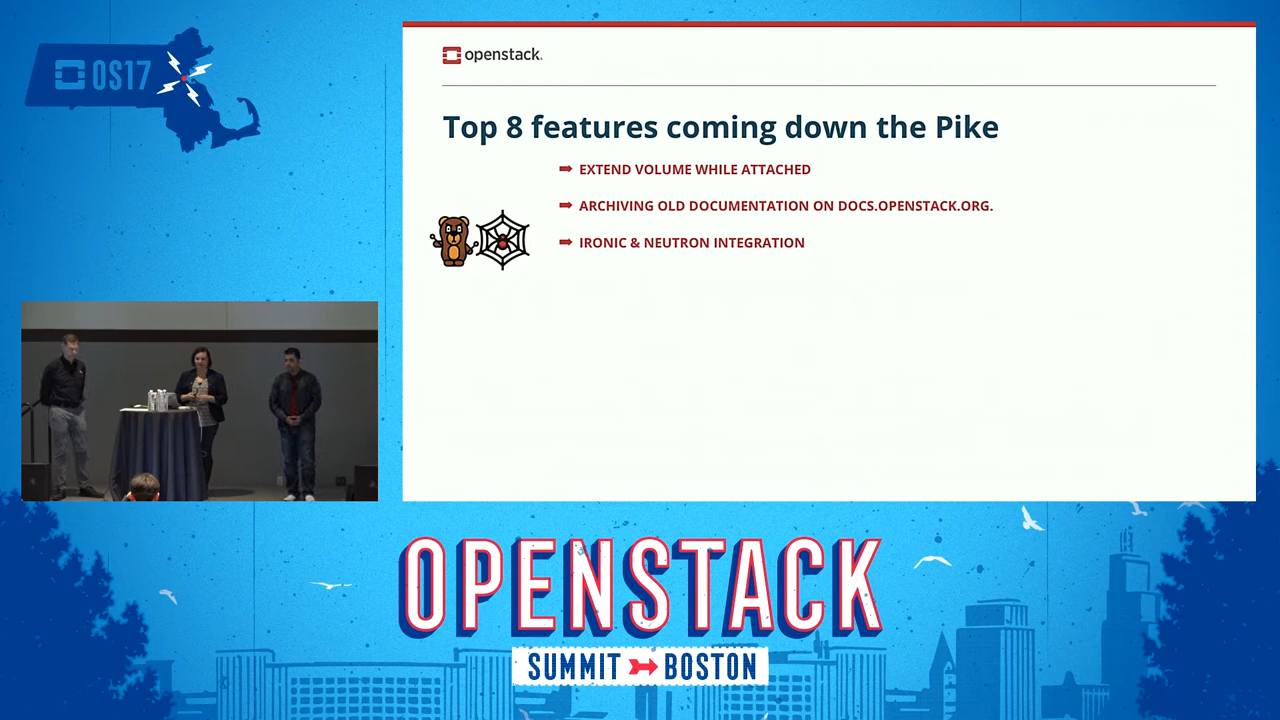 OS17
openstack.
Top 8 features coming down the Pike
EXTEND VOLUME WHILE ATTACHED
ARCHIVING OLD DOCUMENTATION ON DOCS.OPENSTACK.ORG.
IRONIC & NEUTRON INTEGRATION
OPENSTACK
SUMMIT BOSTON